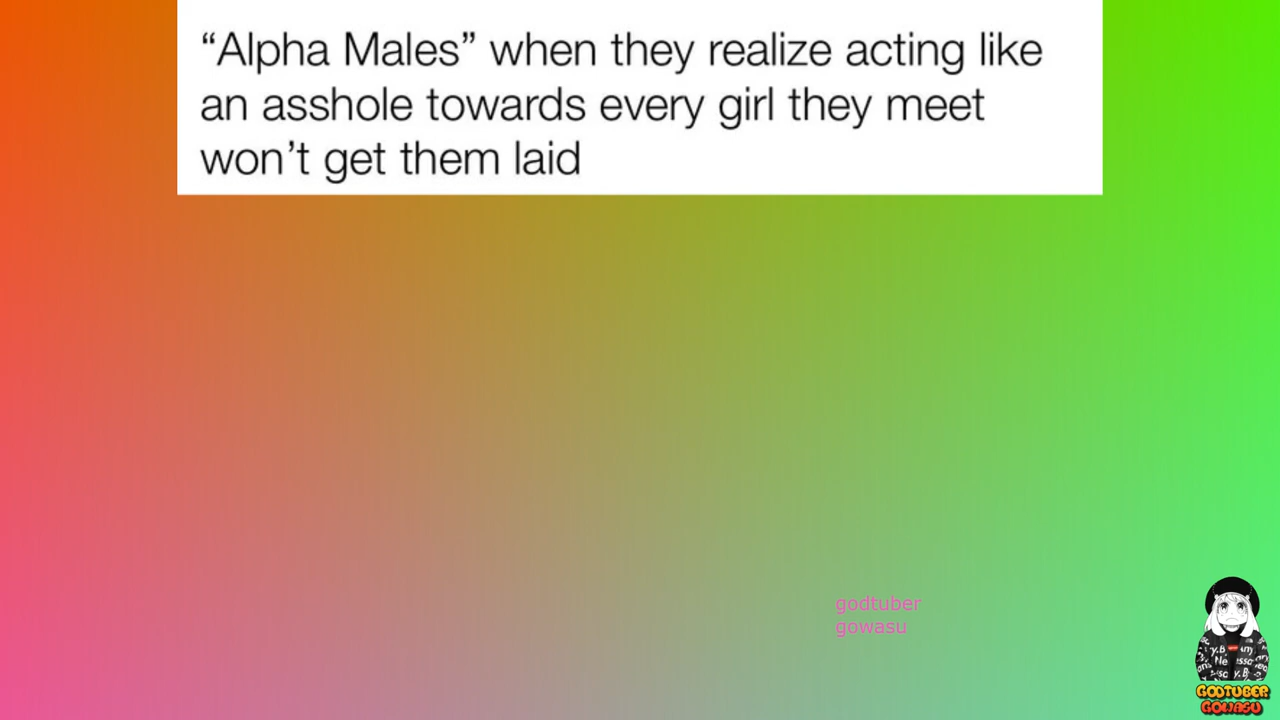 “Alpha Males” when they realize acting like
an asshole towards every girl they meet
won’t get them laid
godtuber
gowasu
GODTUBER
GOWASU